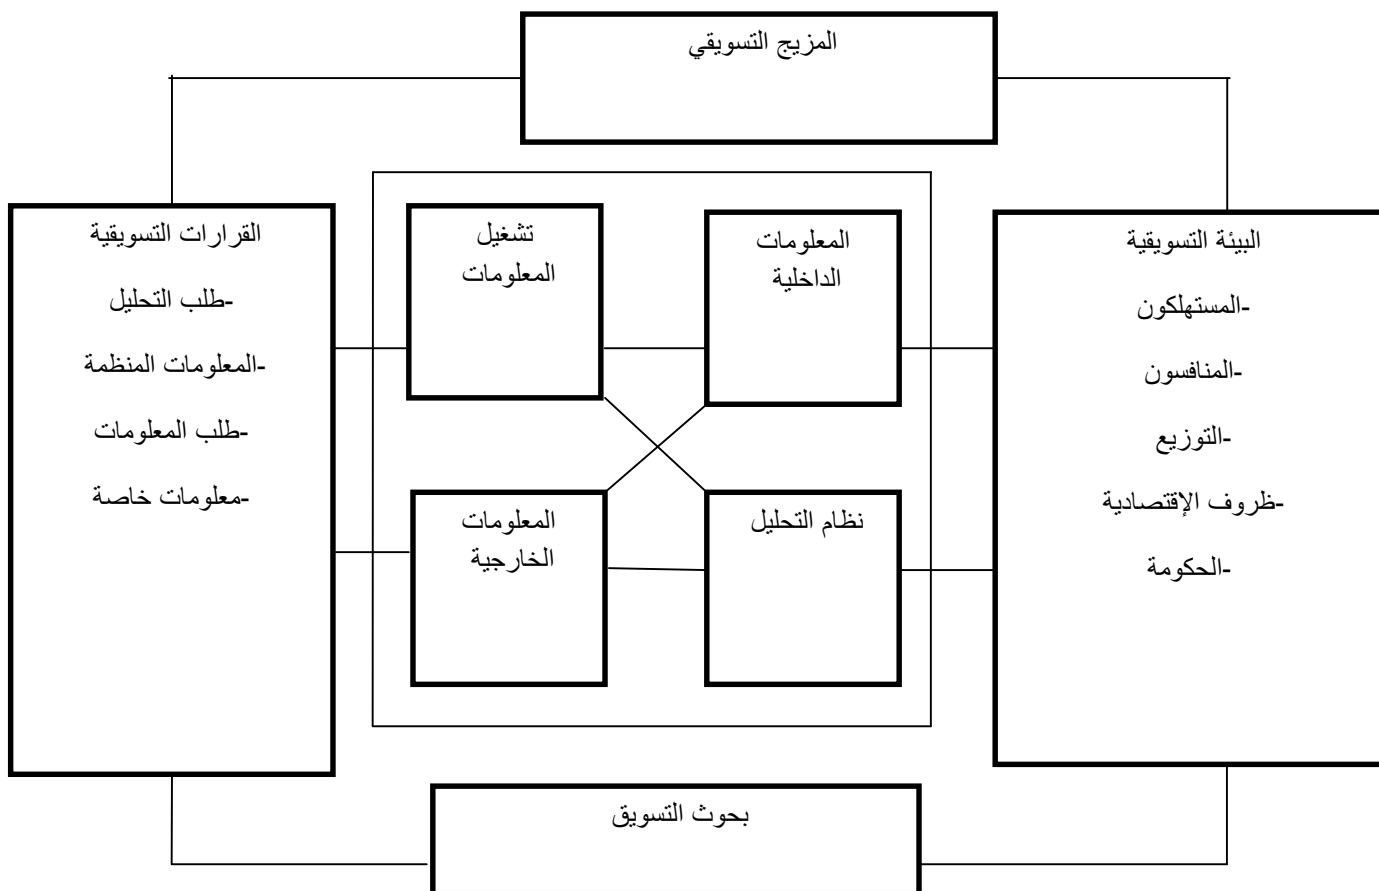 المزيج التسويقي
البيئة التسويقية
-المستهلكون
-المنافسون
-التوزيع
-ظروف الإقتصادية
-الحكومة
المعلومات
الداخلية
تشغيل
المعلومات
نظام التحليل
المعلومات
الخارجية
القرارات التسويقية
-طلب التحليل
-المعلومات المنظمة
-طلب المعلومات
-معلومات خاصة
بحوث التسويق